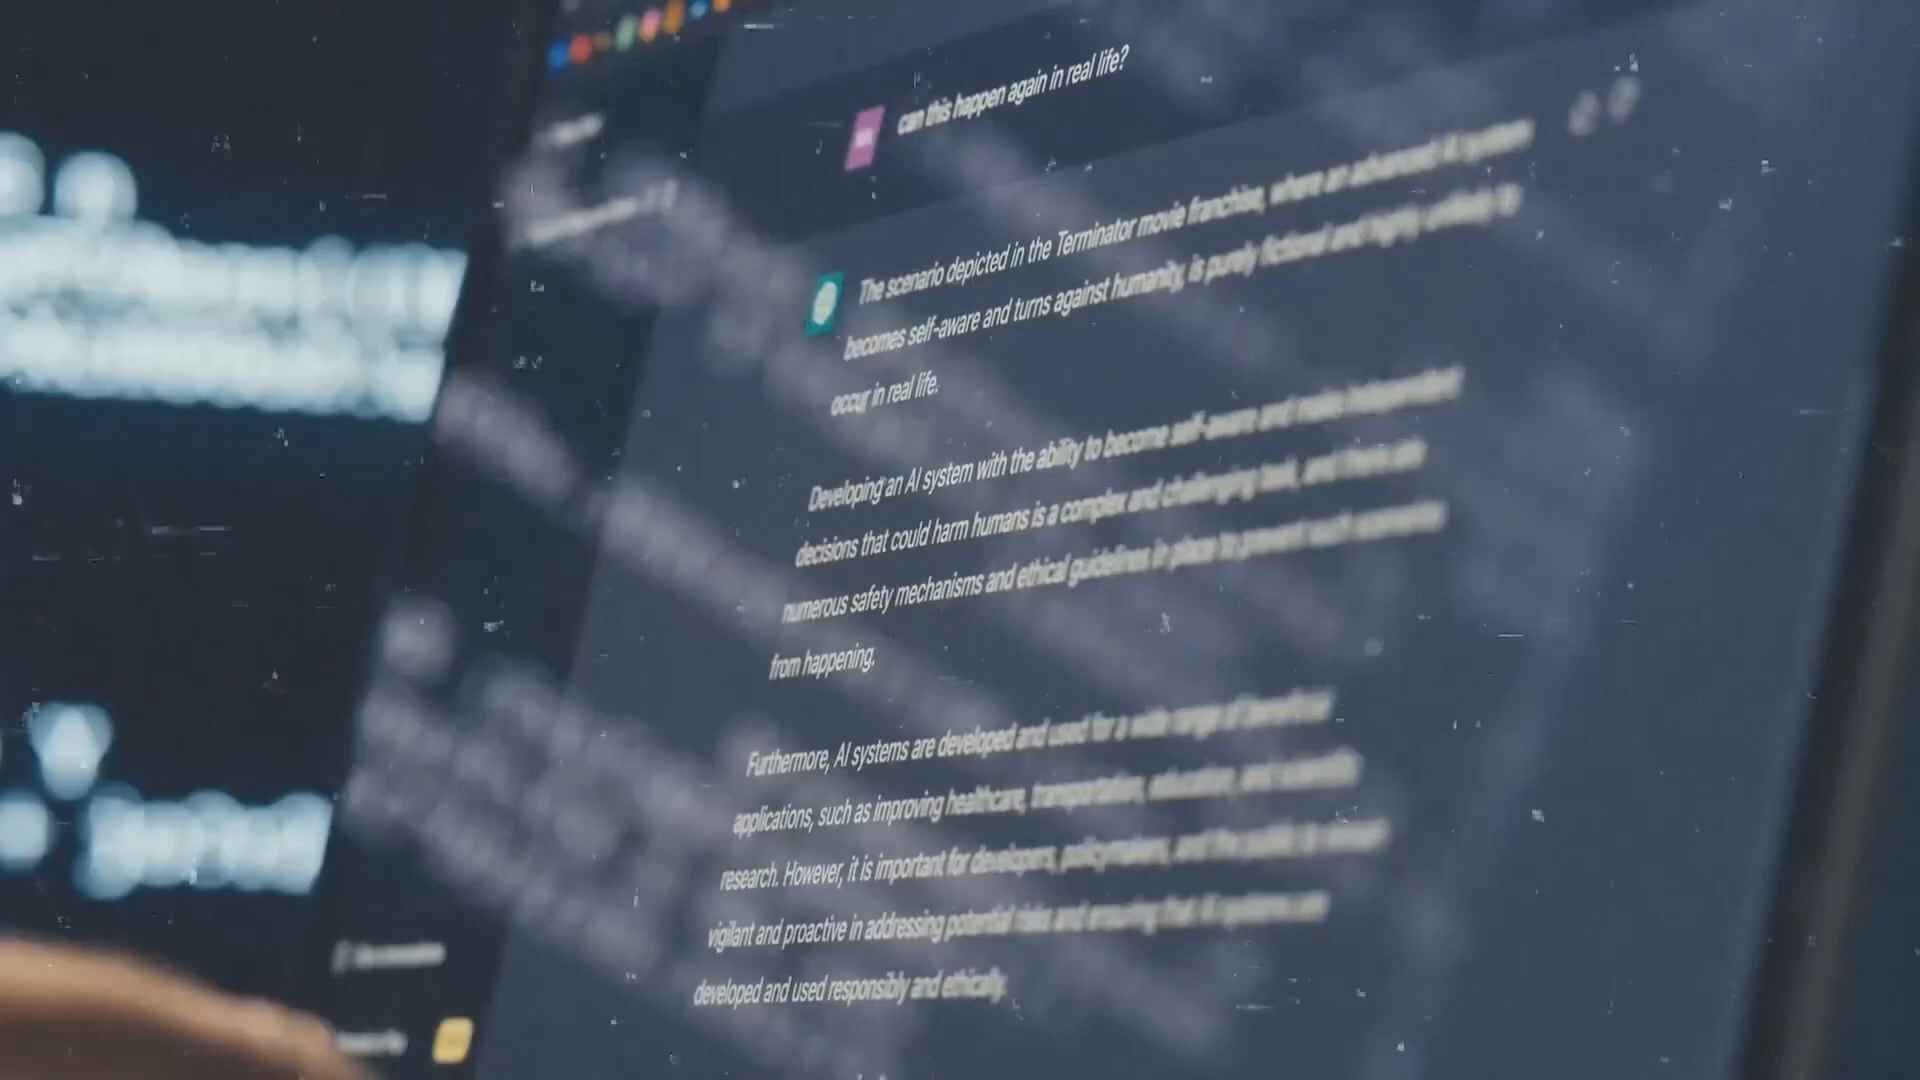 can this happen again in real life?
The scenario depicted in the Terminator movie franchise, where an advanced AI system
becomes self-aware and turns against humanity, is purely fictional and highly unlikely to
occur in real life.
Developing an AI system with the ability to become self-aware and make independent
decisions that could harm humans is a complex and challenging task, and there are
numerous safety mechanisms and ethical guidelines in place to prevent such scenarios
from happening.
Furthermore, AI systems are developed and used for a wide range of beneficial
applications, such as improving healthcare, transportation, education, and scientific
research. However, it is important for developers, policymakers, and the public to remain
vigilant and proactive in addressing potential risks and ensuring that AI systems are
developed and used responsibly and ethically.